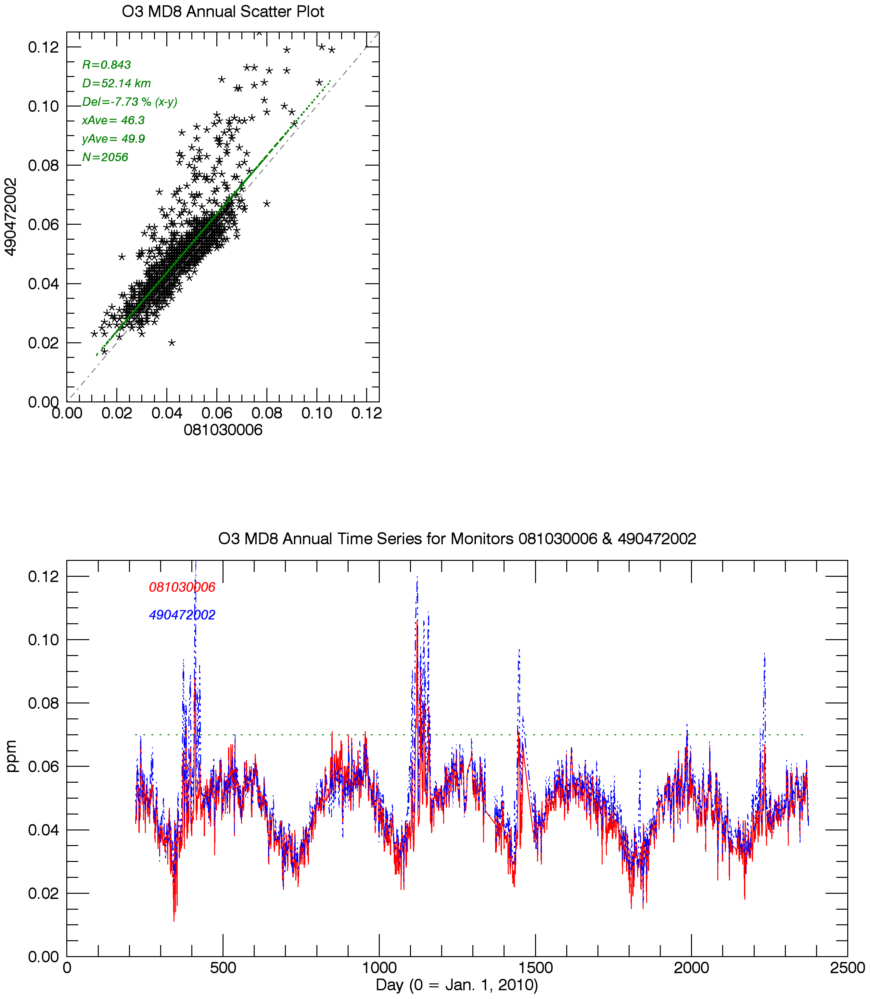 O3 MD8 Annual Scatter Plot
0.12
0.10
0.08
0.06
0.04
0.02
0.00
R=0.843
D=52.14 km
Del=-7.73 % (x-y)
xAve= 46.3
yAve= 49.9
N=2056
490472002
0.00 0.02 0.04 0.06 0.08 0.10 0.12
081030006
O3 MD8 Annual Time Series for Monitors 081030006 & 490472002
0.12
0.10
0.08
0.06
0.04
0.02
0.00
081030006
490472002
ppm
0 500 1000 1500 2000 2500
Day (0 = Jan. 1, 2010)